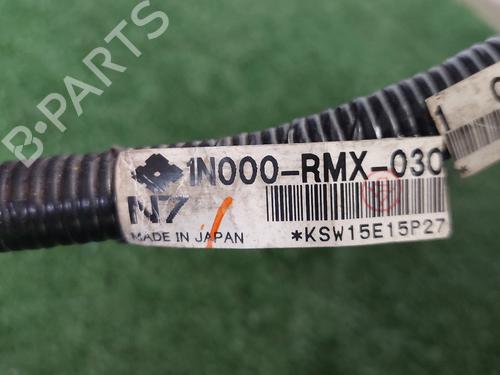 B-PARTS
1N000-RMX-030
N7
MADE IN JAPAN
*KSW15E15P27